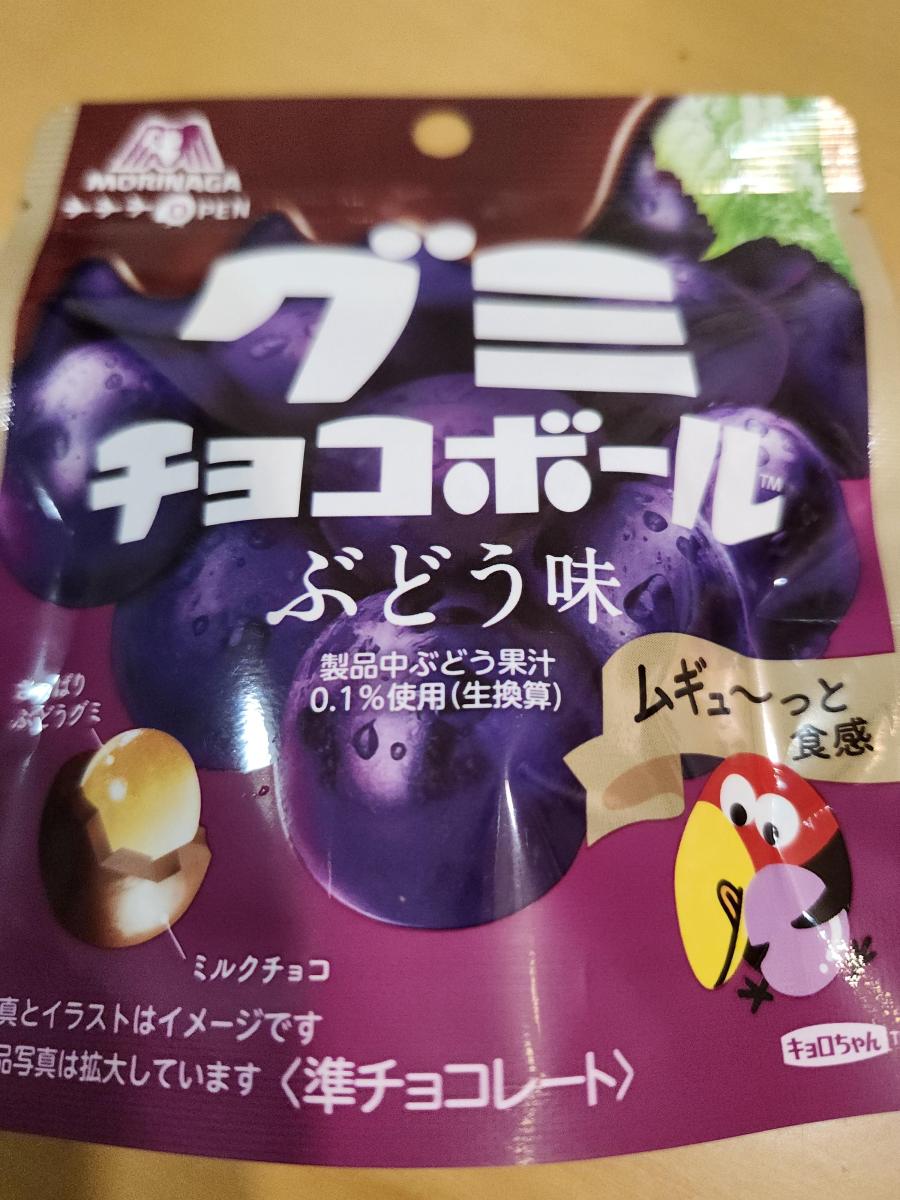 MORINAGA
OPEN
グミ
チョコボール™
ぶどう味
製品中ぶどう果汁
0.1%使用(生換算)
ムギュ〜っと
食感
ぶどうグミ
ミルクチョコ
真とイラストはイメージです
品写真は拡大しています
〈準チョコレート〉
キョロちゃん